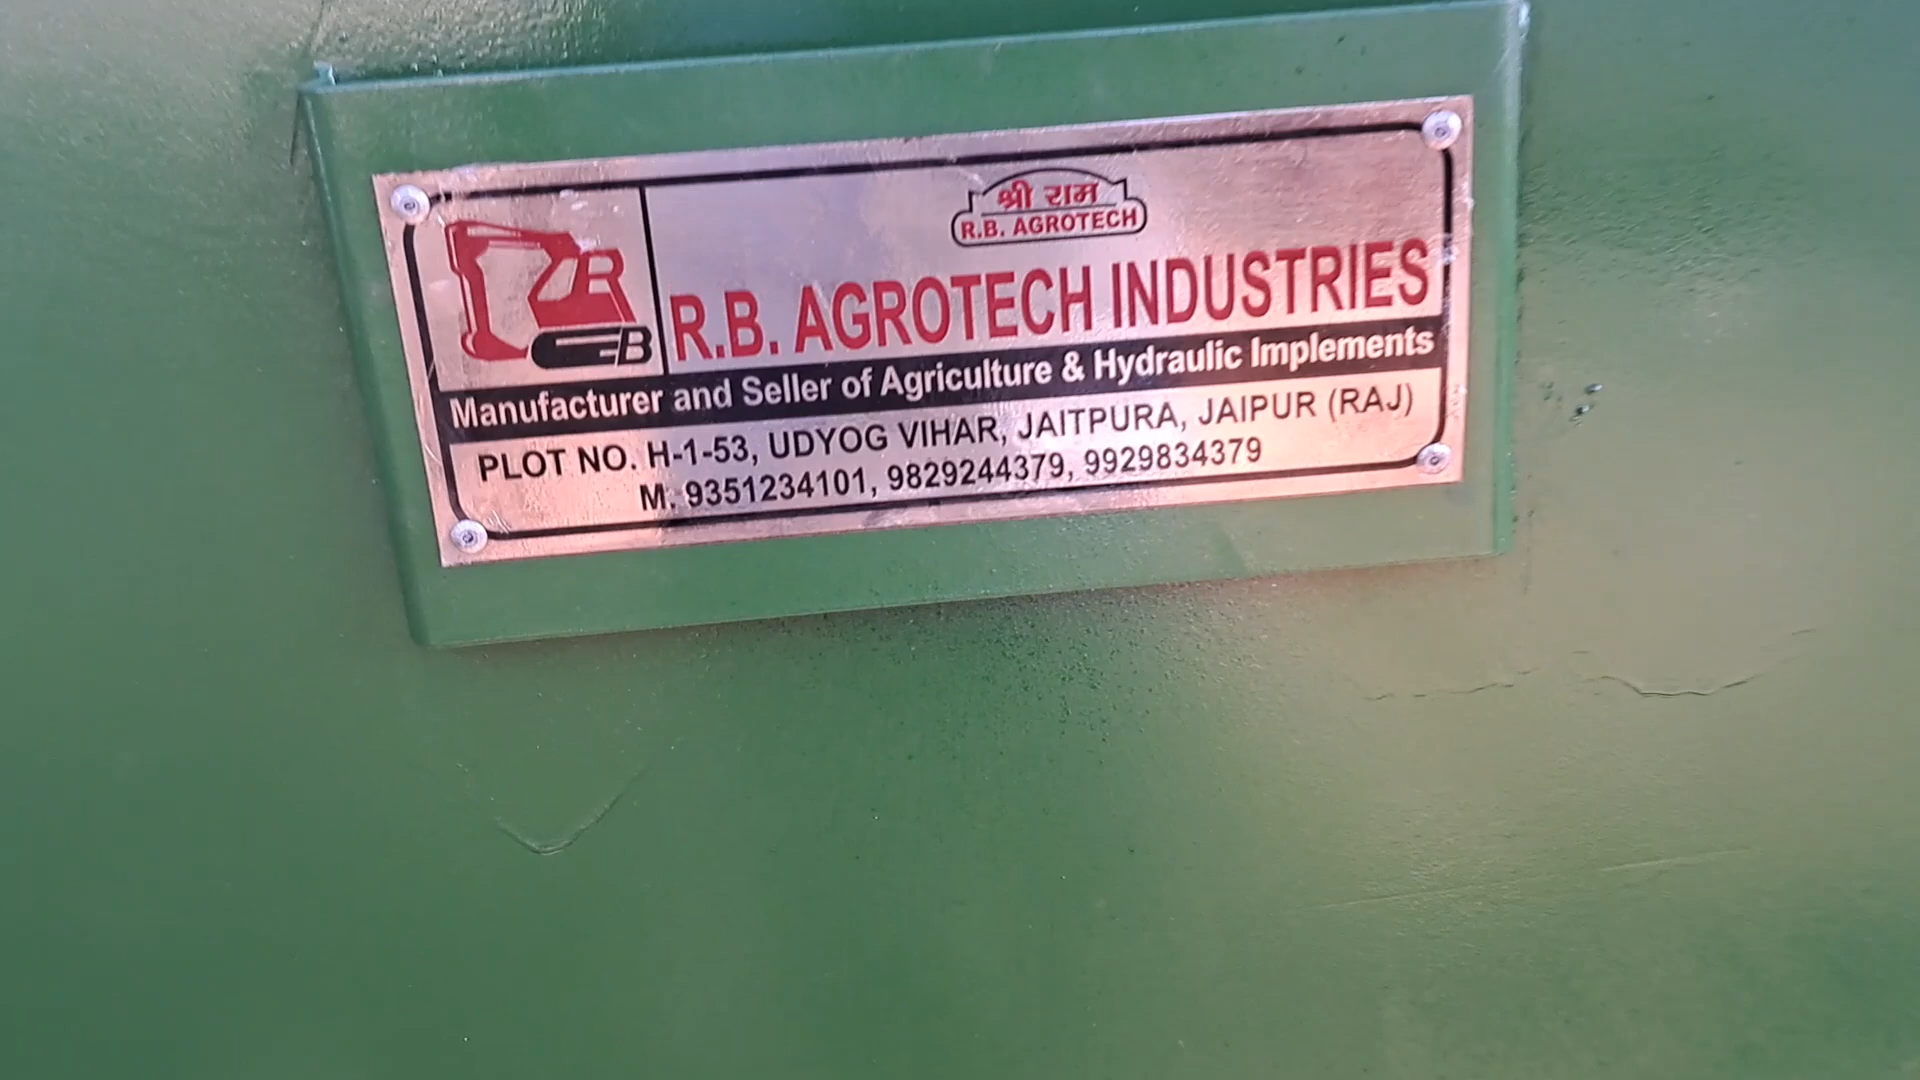 श्री राम
R.B. AGROTECH
RB
R.B. AGROTECH INDUSTRIES
Manufacturer and Seller of Agriculture & Hydraulic Implements
PLOT NO. H-1-53, UDYOG VIHAR, JAITPURA, JAIPUR (RAJ)
M. 9351234101, 9829244379, 9929834379